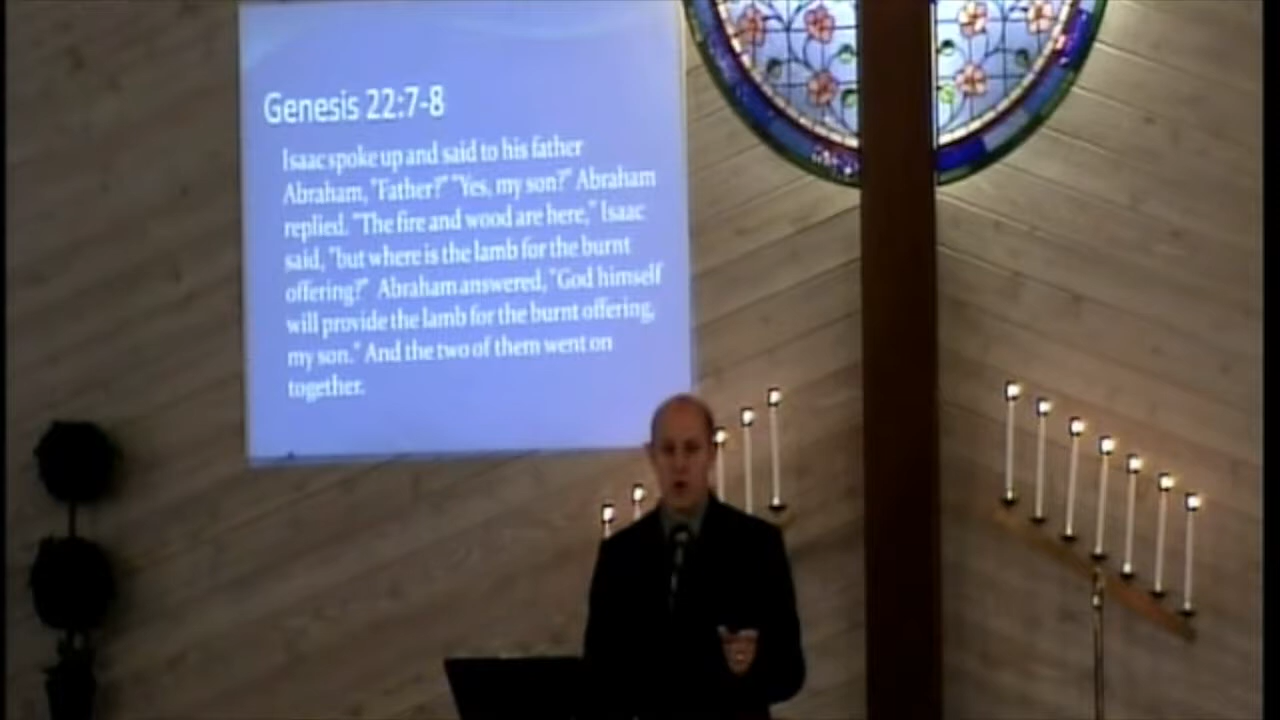 Genesis 22:7-8
Isaac spoke up and said to his father
Abraham, "Father?" "Yes, my son?" Abraham
replied. "The fire and wood are here," Isaac
said, "but where is the lamb for the burnt
offering?" Abraham answered, "God himself
will provide the lamb for the burnt offering,
my son." And the two of them went on
together.